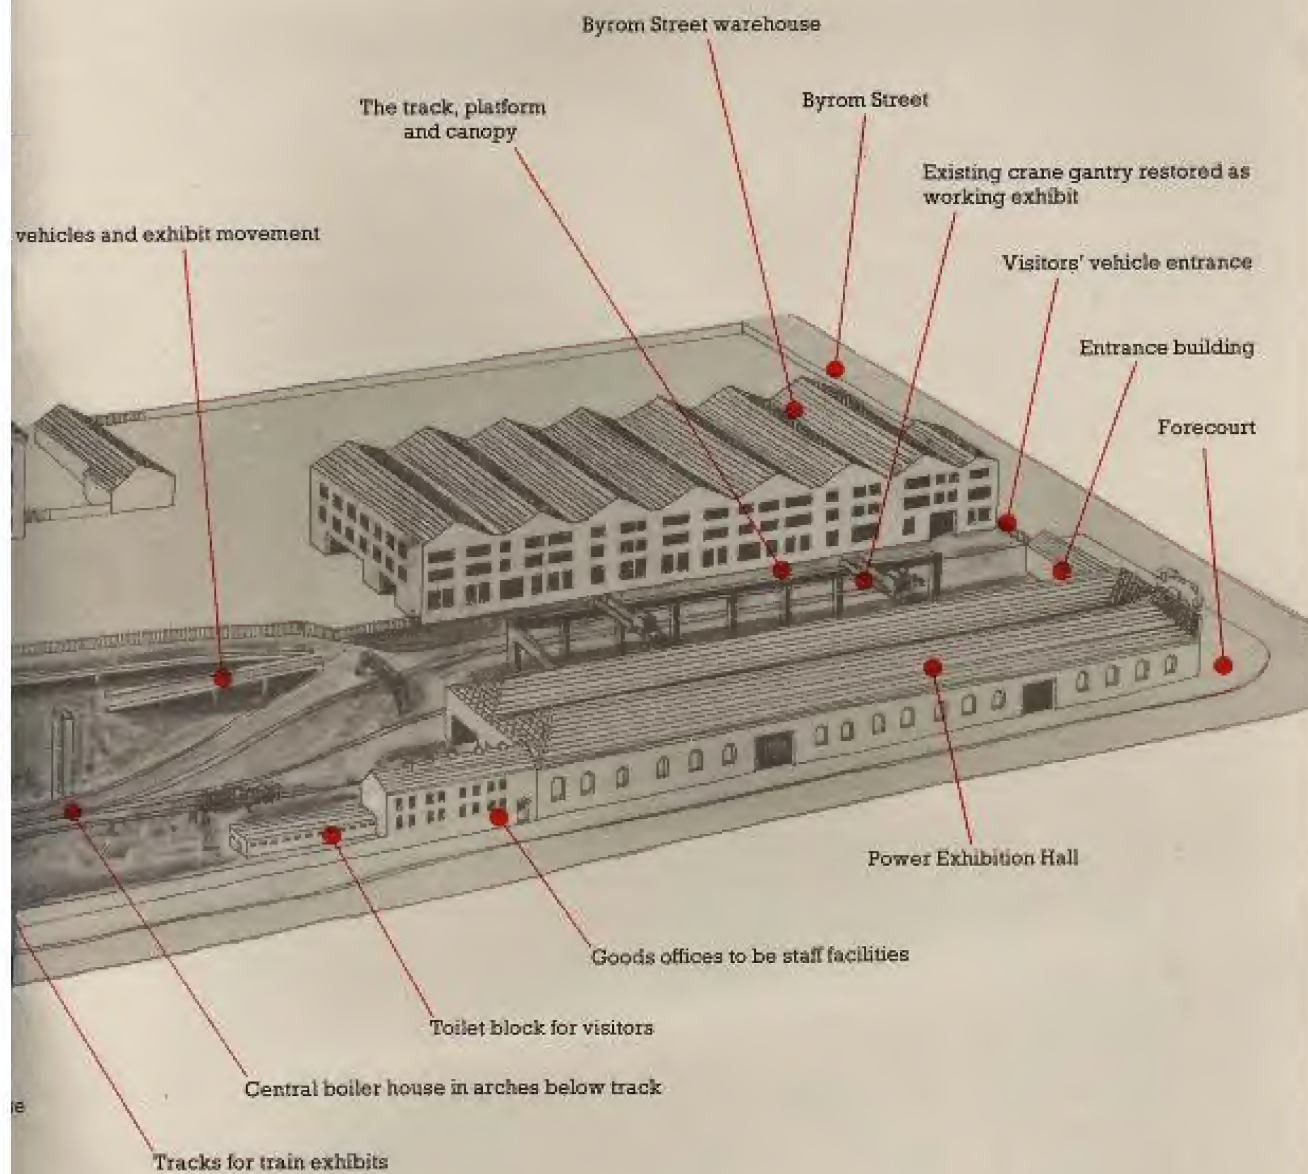 Byrom Street warehouse
Byrom Street
The track, platform
and canopy
Existing crane gantry restored as
working exhibit
vehicles and exhibit movement
Visitors' vehicle entrance
Entrance building
Forecourt
Power Exhibition Hall
Goods offices to be staff facilities
Toilet block for visitors
Central boiler house in arches below track
Tracks for train exhibits